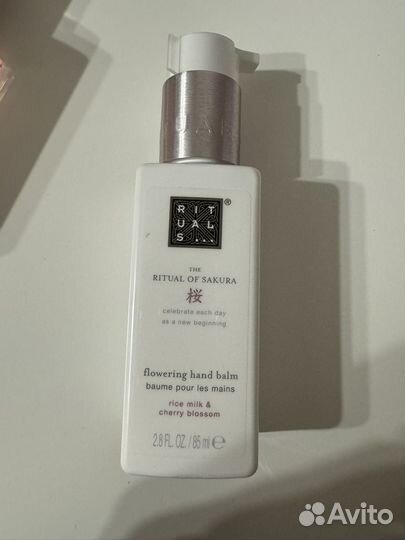 RIT
UAL
S...
®
THE
RITUAL OF SAKURA
桜
celebrate each day
as a new beginning
flowering hand balm
baume pour les mains
rice milk &
cherry blossom
2.8 FL. OZ. / 85 ml ℮
Avito